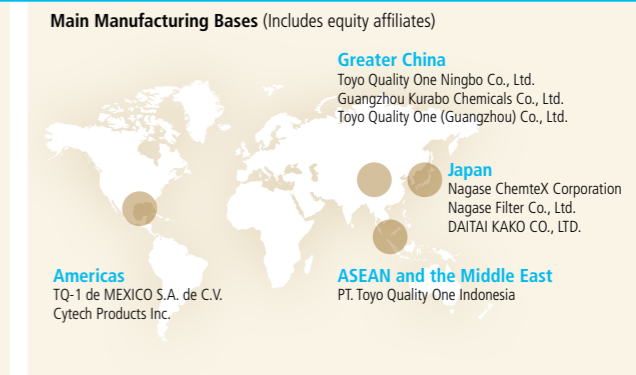 Main Manufacturing Bases (Includes equity affiliates)
Greater China
Toyo Quality One Ningbo Co., Ltd.
Guangzhou Kurabo Chemicals Co., Ltd.
Toyo Quality One (Guangzhou) Co., Ltd.
Japan
Nagase ChemteX Corporation
Nagase Filter Co., Ltd.
DAITAI KAKO CO., LTD.
Americas
TQ-1 de MEXICO S.A. de C.V.
Cytech Products Inc.
ASEAN and the Middle East
PT. Toyo Quality One Indonesia